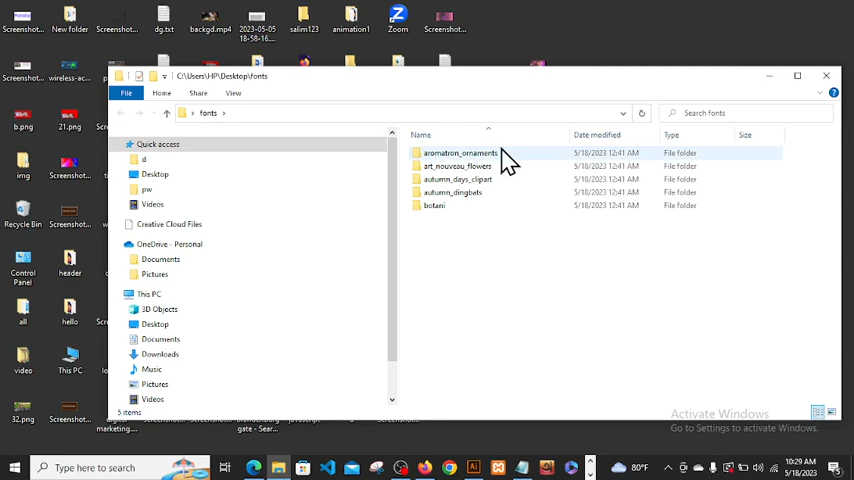 Screenshot...
New folder
Screenshot...
dg.txt
backgd.mp4
2023-05-05
18-58-16....
salim123
animation1
Zoom
Screenshot...
Screenshot...
wireless-ac...
C:\Users\HP\Desktop\fonts
File
Home
Share
View
fonts
Search fonts
b.png
21.png
Name
Date modified
Type
Size
Quick access
d
Desktop
pw
Videos
Creative Cloud Files
OneDrive - Personal
Documents
Pictures
This PC
3D Objects
Desktop
Documents
Downloads
Music
Pictures
Videos
aromatron_ornaments
5/18/2023 12:41 AM
File folder
art_nouveau_flowers
5/18/2023 12:41 AM
File folder
autumn_days_clipart
5/18/2023 12:41 AM
File folder
autumn_dingbats
5/18/2023 12:41 AM
File folder
botani
5/18/2023 12:41 AM
File folder
5 items
img
Screenshot...
Recycle Bin
Screenshot...
Control
Panel
header
all
hello
video
This PC
32.png
Screenshot...
marketing...
gate - Sear...
Activate Windows
Go to Settings to activate Windows.
Type here to search
80°F
10:29 AM
5/18/2023
5